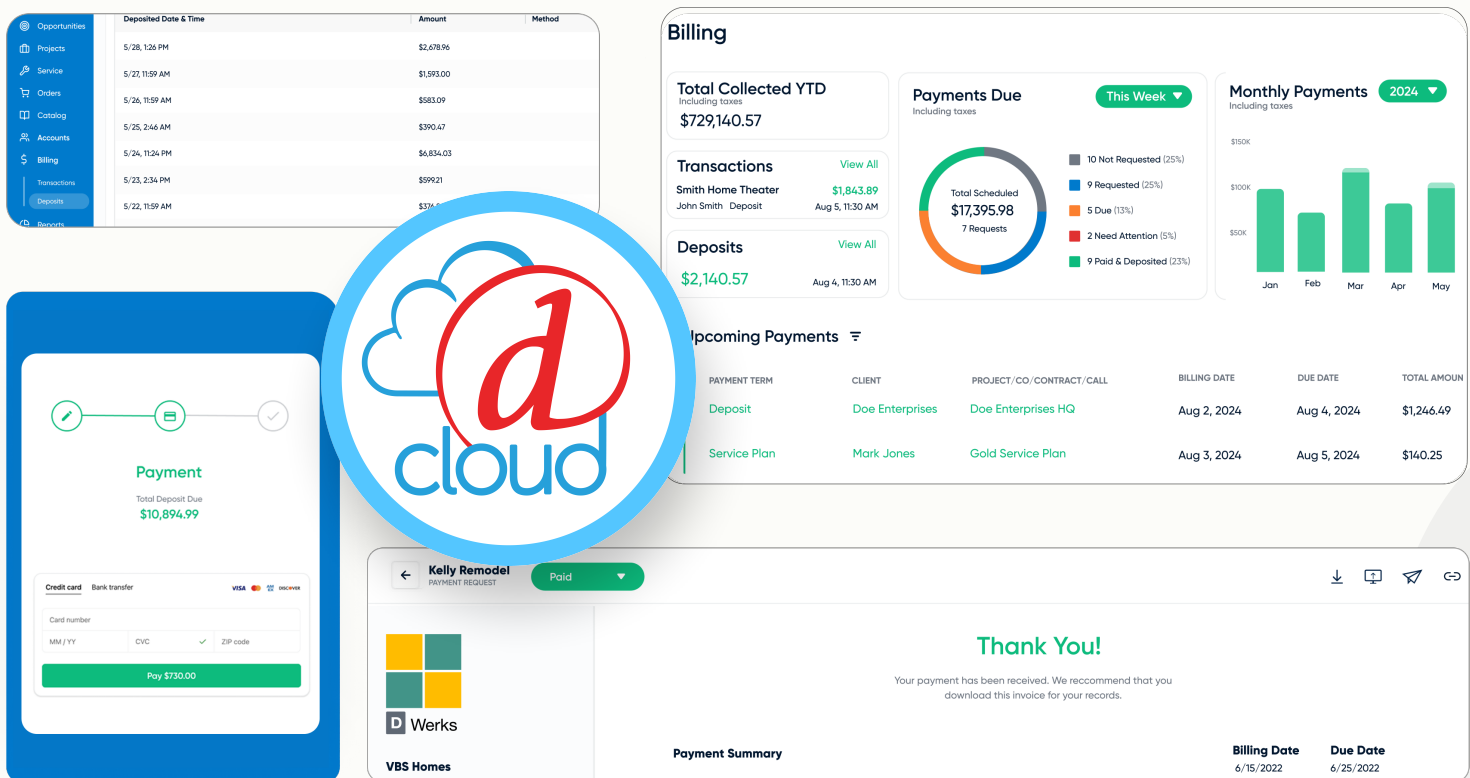 Opportunities
Projects
Service
Orders
Catalog
Accounts
Billing
Transactions
Deposits
Reports
Deposited Date & Time Amount Method
5/28, 1:26 PM $2,678.96
5/27, 11:59 AM $1,593.00
5/26, 11:59 AM $583.09
5/25, 2:46 AM $390.47
5/24, 11:24 PM $6,834.03
5/23, 2:34 PM $599.21
5/22, 11:59 AM
Billing
Total Collected YTD
Including taxes
$729,140.57
Transactions View All
Smith Home Theater $1,843.89
John Smith Deposit Aug 5, 11:30 AM
Deposits View All
$2,140.57 Aug 4, 11:30 AM
Payments Due This Week
Including taxes
Total Scheduled
$17,395.98
7 Requests
10 Not Requested (25%)
9 Requested (25%)
5 Due (13%)
2 Need Attention (5%)
9 Paid & Deposited (23%)
Monthly Payments 2024
Including taxes
$150K
$100K
$50K
Jan Feb Mar Apr May
Upcoming Payments
PAYMENT TERM CLIENT PROJECT/CO/CONTRACT/CALL BILLING DATE DUE DATE TOTAL AMOUN
Deposit Doe Enterprises Doe Enterprises HQ Aug 2, 2024 Aug 4, 2024 $1,246.49
Service Plan Mark Jones Gold Service Plan Aug 3, 2024 Aug 5, 2024 $140.25
d
cloud
Payment
Total Deposit Due
$10,894.99
Credit card Bank transfer VISA DISCOVER
Card number
MM / YY CVC ZIP code
Pay $730.00
Kelly Remodel
PAYMENT REQUEST
Paid
D Werks
VBS Homes
Thank You!
Your payment has been received. We reccommend that you
download this invoice for your records.
Payment Summary
Billing Date Due Date
6/15/2022 6/25/2022